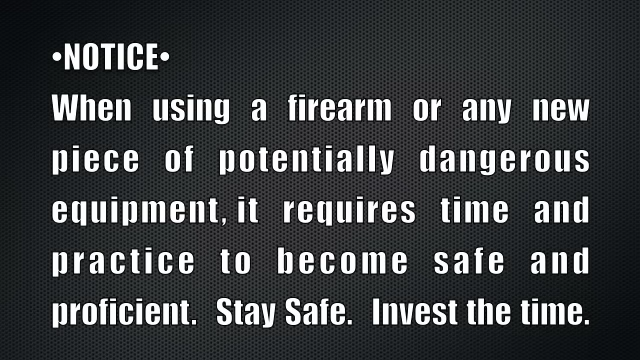 •NOTICE•
When using a firearm or any new
piece of potentially dangerous
equipment, it requires time and
practice to become safe and
proficient. Stay Safe. Invest the time.